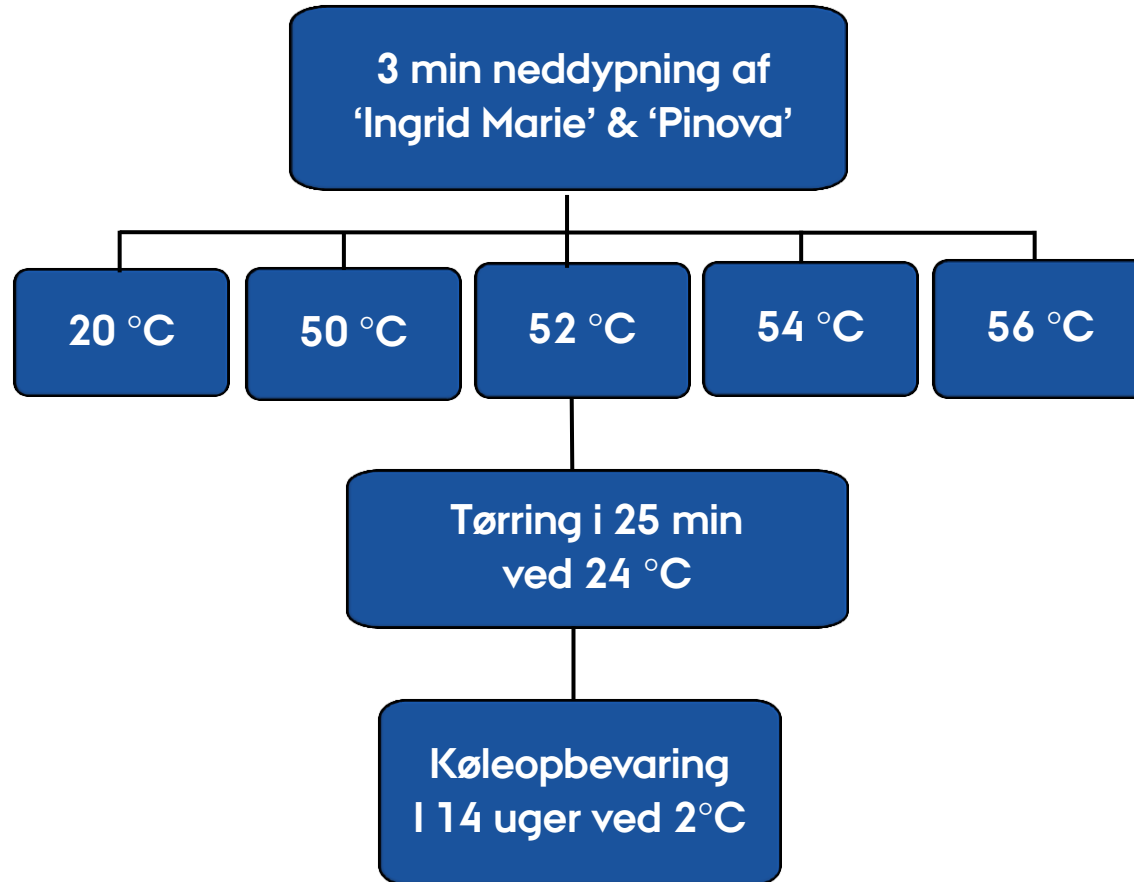 3 min neddypning af
‘Ingrid Marie’ & ‘Pinova’
20 °C
50 °C
52 °C
54 °C
56 °C
Tørring i 25 min
ved 24 °C
Køleopbevaring
I 14 uger ved 2°C